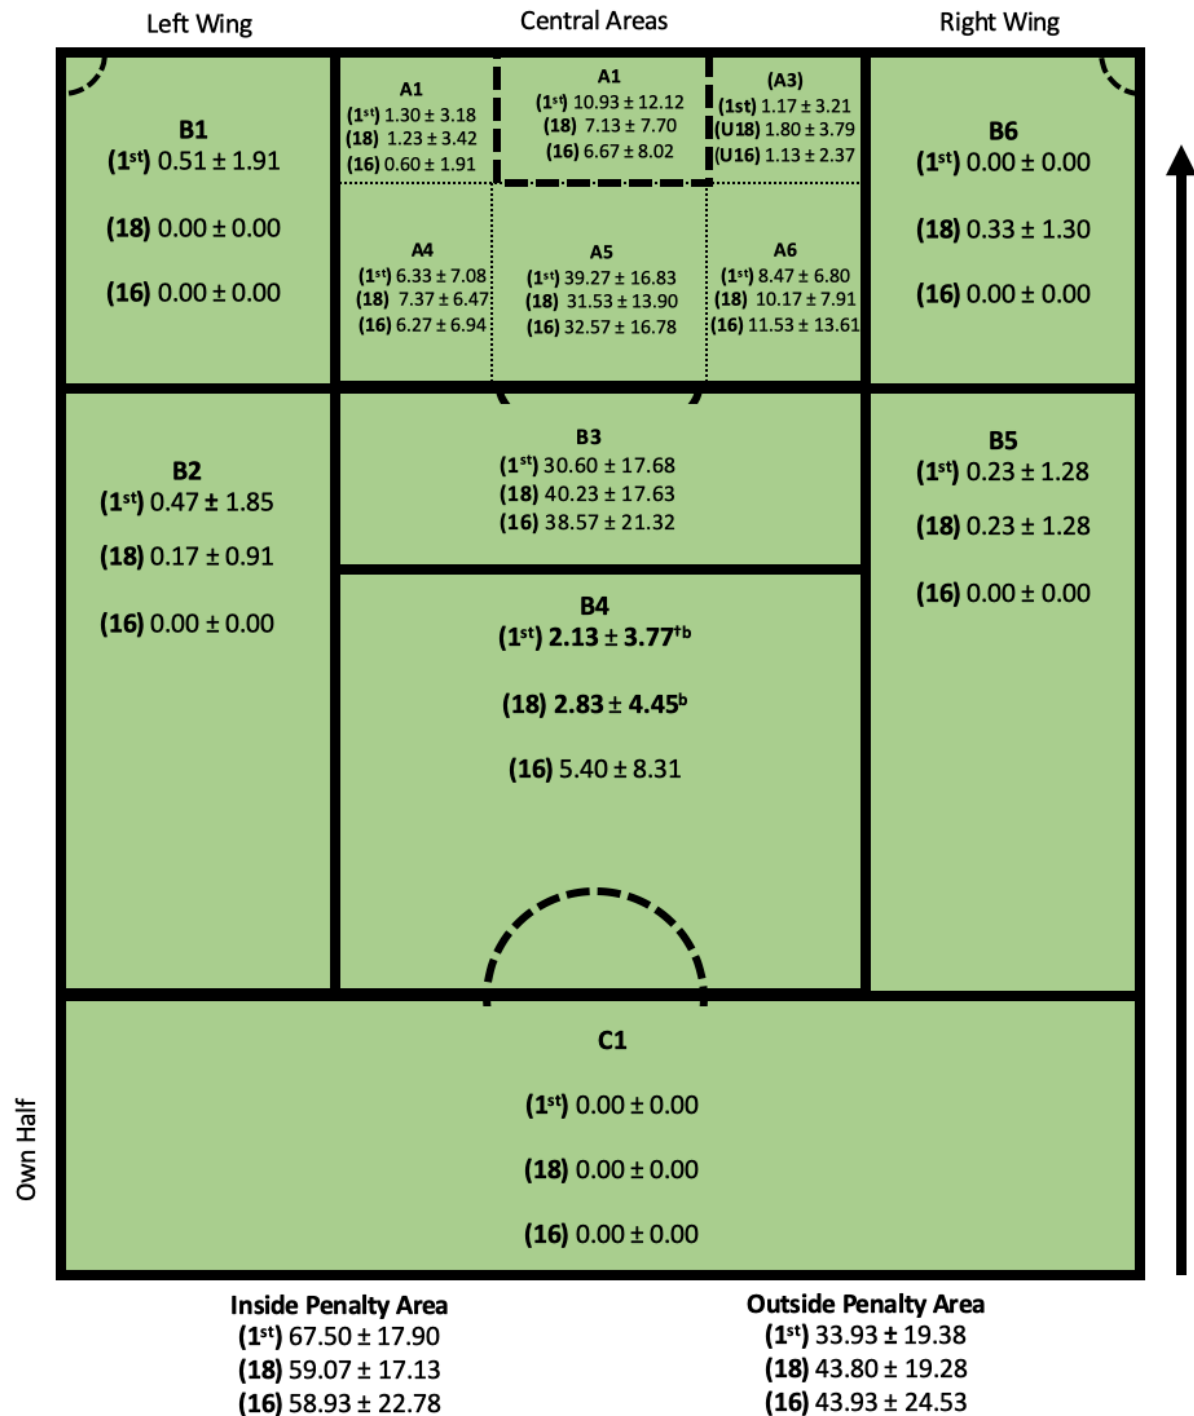 Left Wing
Central Areas
Right Wing
B1
(1st) 0.51 ± 1.91
(18) 0.00 ± 0.00
(16) 0.00 ± 0.00
A1
(1st) 1.30 ± 3.18
(18) 1.23 ± 3.42
(16) 0.60 ± 1.91
A1
(1st) 10.93 ± 12.12
(18) 7.13 ± 7.70
(16) 6.67 ± 8.02
(A3)
(1st) 1.17 ± 3.21
(U18) 1.80 ± 3.79
(U16) 1.13 ± 2.37
B6
(1st) 0.00 ± 0.00
(18) 0.33 ± 1.30
(16) 0.00 ± 0.00
A4
(1st) 6.33 ± 7.08
(18) 7.37 ± 6.47
(16) 6.27 ± 6.94
A5
(1st) 39.27 ± 16.83
(18) 31.53 ± 13.90
(16) 32.57 ± 16.78
A6
(1st) 8.47 ± 6.80
(18) 10.17 ± 7.91
(16) 11.53 ± 13.61
B2
(1st) 0.47 ± 1.85
(18) 0.17 ± 0.91
(16) 0.00 ± 0.00
B3
(1st) 30.60 ± 17.68
(18) 40.23 ± 17.63
(16) 38.57 ± 21.32
B5
(1st) 0.23 ± 1.28
(18) 0.23 ± 1.28
(16) 0.00 ± 0.00
B4
(1st) 2.13 ± 3.77†b
(18) 2.83 ± 4.45b
(16) 5.40 ± 8.31
Own Half
C1
(1st) 0.00 ± 0.00
(18) 0.00 ± 0.00
(16) 0.00 ± 0.00
Inside Penalty Area
(1st) 67.50 ± 17.90
(18) 59.07 ± 17.13
(16) 58.93 ± 22.78
Outside Penalty Area
(1st) 33.93 ± 19.38
(18) 43.80 ± 19.28
(16) 43.93 ± 24.53